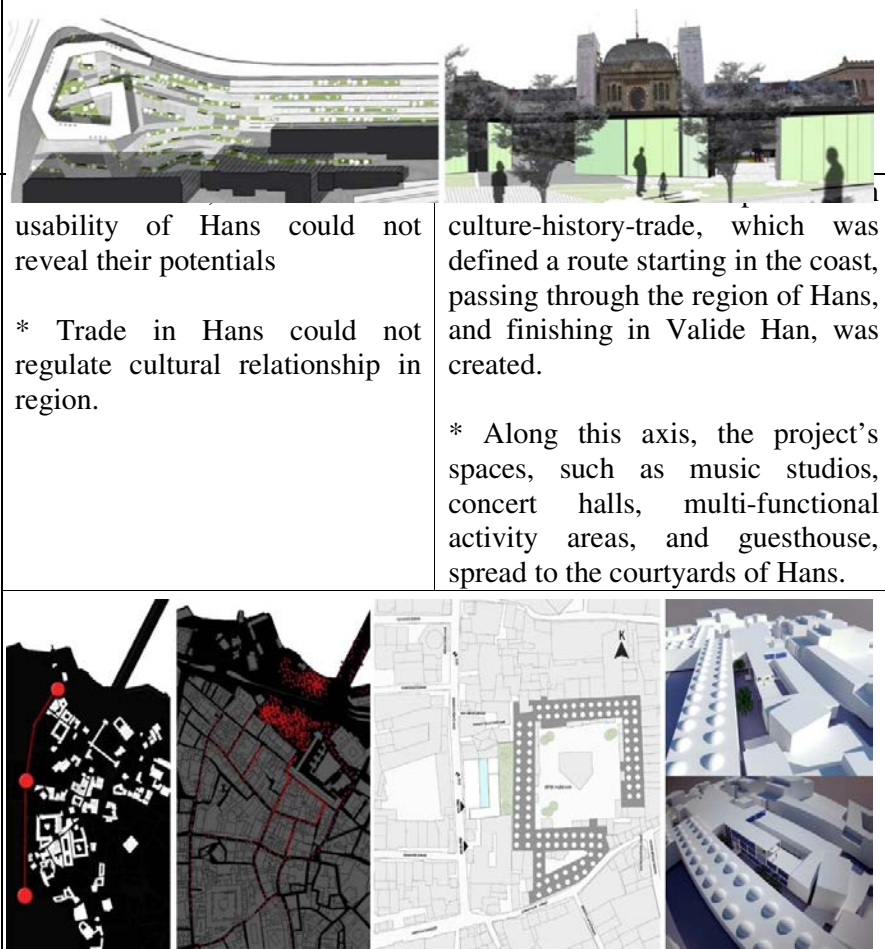 usability of Hans could not
reveal their potentials
* Trade in Hans could not
regulate cultural relationship in
region.
culture-history-trade, which was
defined a route starting in the coast,
passing through the region of Hans,
and finishing in Valide Han, was
created.
* Along this axis, the project's
spaces, such as music studios,
concert halls, multi-functional
activity areas, and guesthouse,
spread to the courtyards of Hans.
K